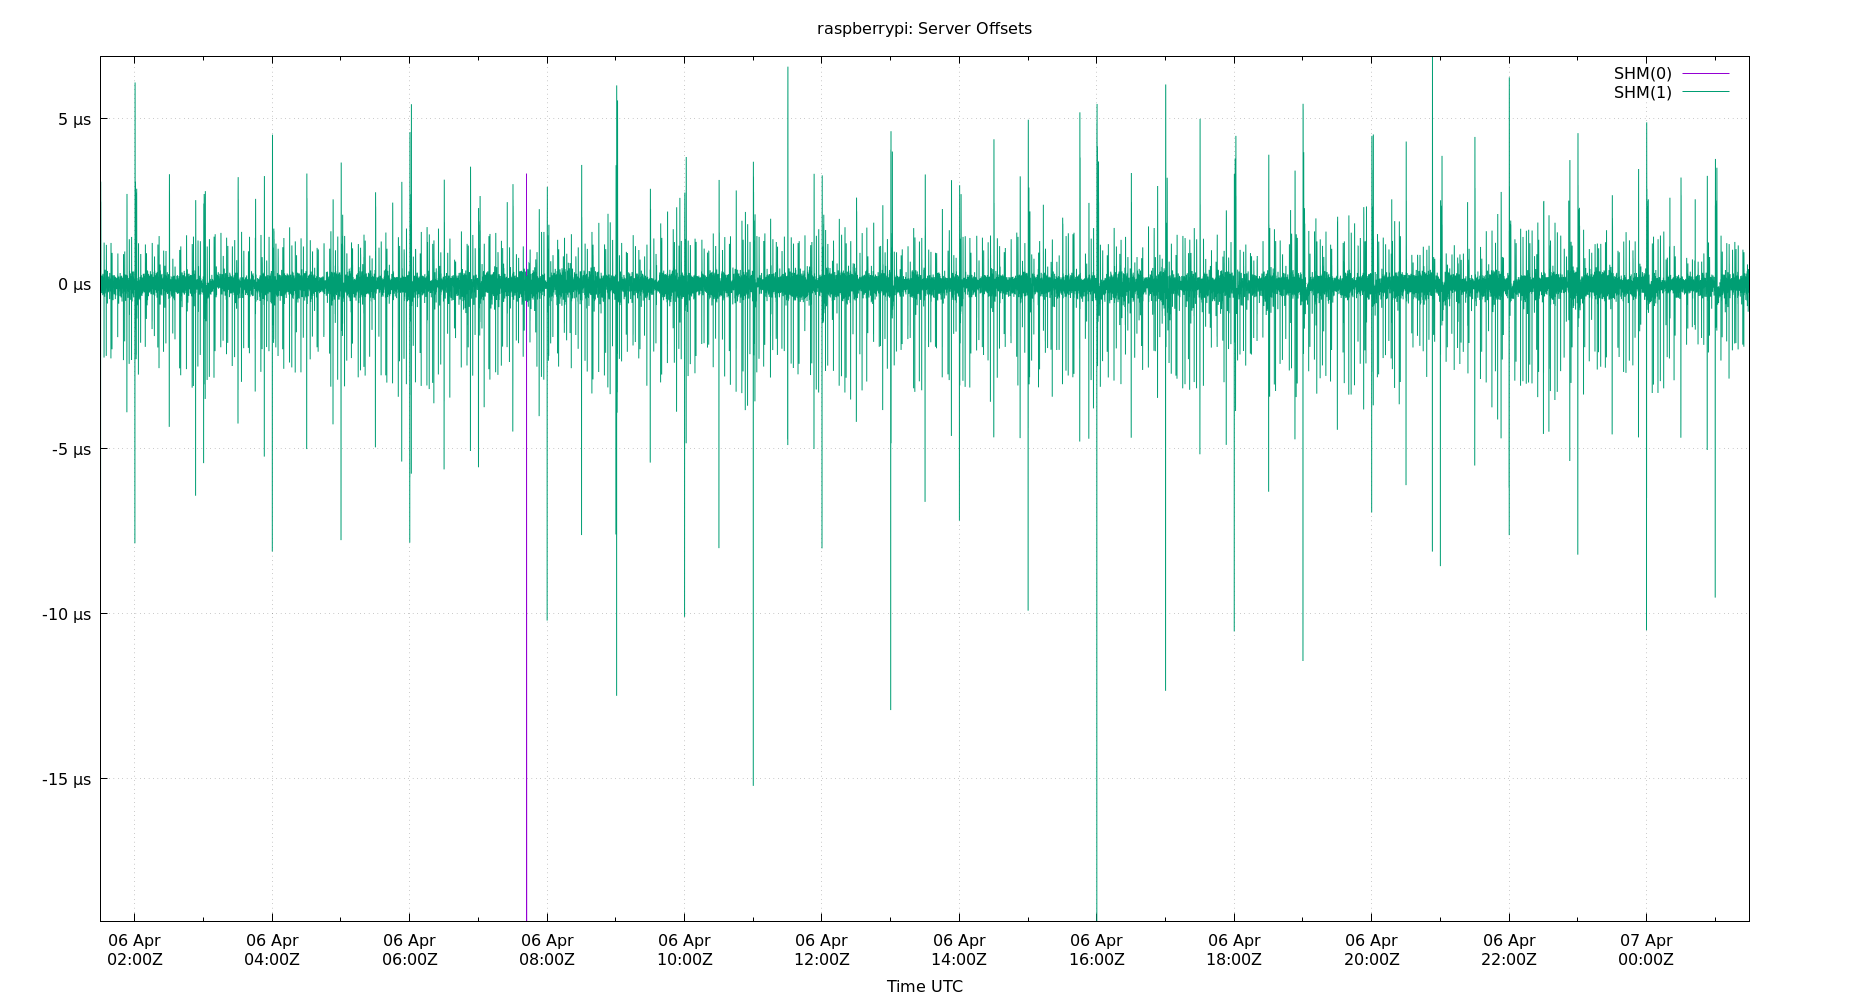 raspberrypi: Server Offsets
SHM(0)
SHM(1)
5 µs
0 µs
-5 µs
-10 µs
-15 µs
06 Apr 06 Apr 06 Apr 06 Apr 06 Apr 06 Apr 06 Apr 06 Apr 06 Apr 06 Apr 06 Apr 07 Apr
02:00Z 04:00Z 06:00Z 08:00Z 10:00Z 12:00Z 14:00Z 16:00Z 18:00Z 20:00Z 22:00Z 00:00Z
Time UTC